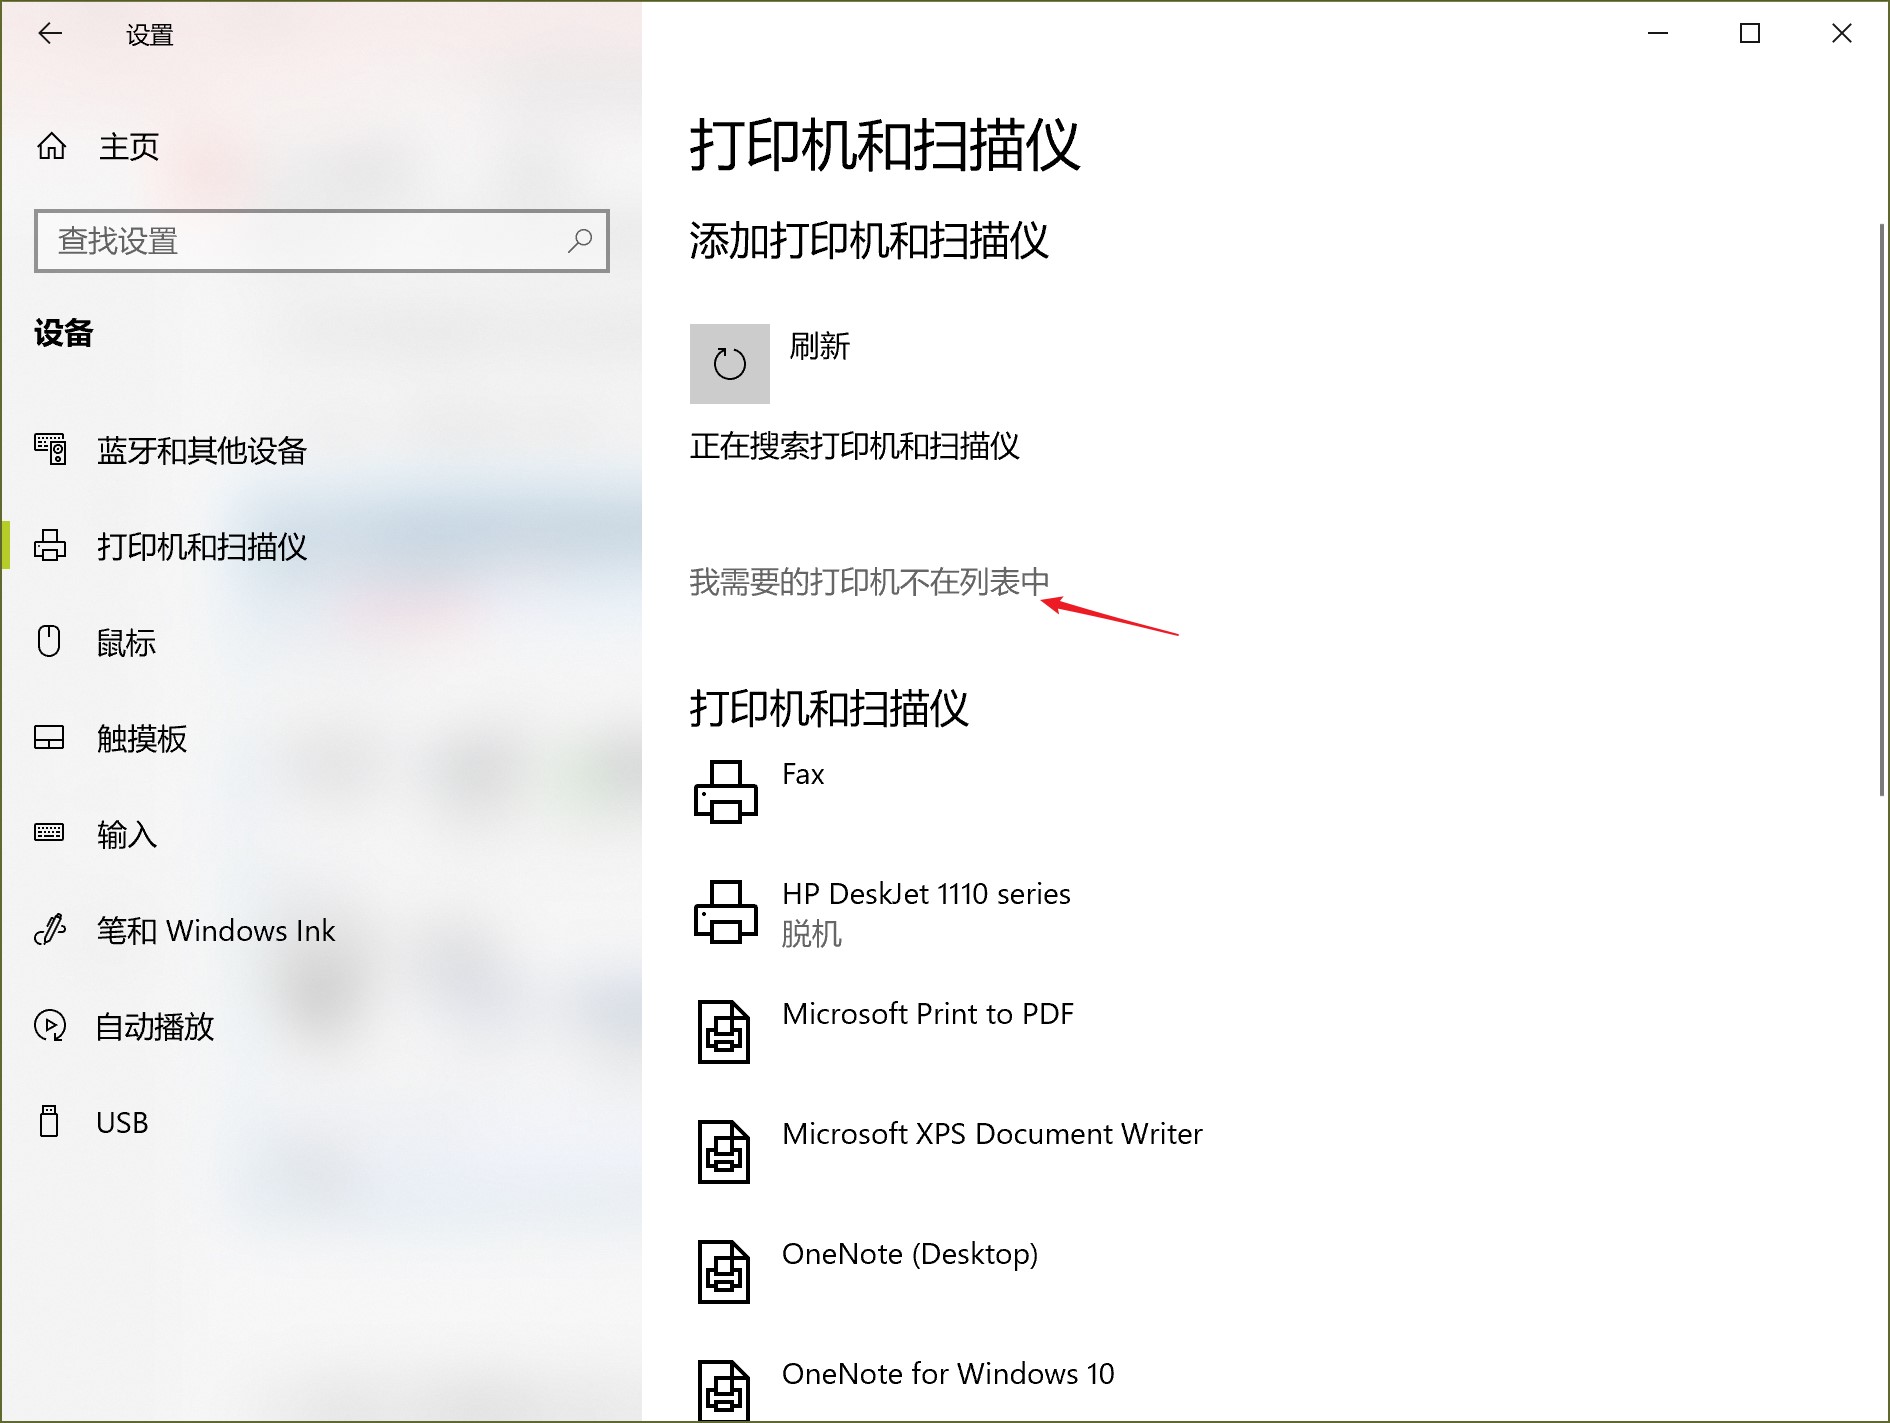 设置
主页
查找设置
设备
蓝牙和其他设备
打印机和扫描仪
鼠标
触摸板
输入
笔和 Windows Ink
自动播放
USB
打印机和扫描仪
添加打印机和扫描仪
刷新
正在搜索打印机和扫描仪
我需要的打印机不在列表中
打印机和扫描仪
Fax
HP DeskJet 1110 series
脱机
Microsoft Print to PDF
Microsoft XPS Document Writer
OneNote (Desktop)
OneNote for Windows 10